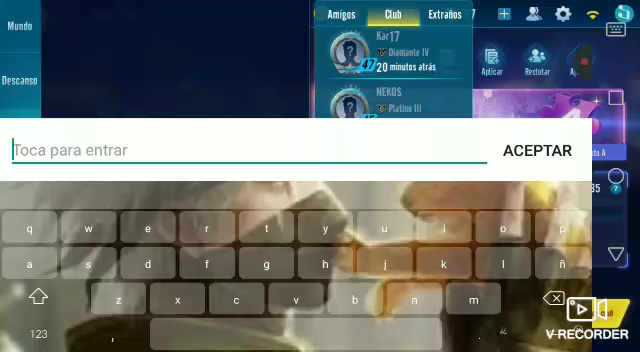 Mundo
Descanso
Amigos Club Extraños
Kar17
Diamante IV
47
20 minutos atrás
NEKOS
Platino III
Aplicar Reclutar
Toca para entrar
ACEPTAR
q w e r t y u i o p
a s d f g h j k l ñ
z x c v b n m
123 , .
V-RECORDER